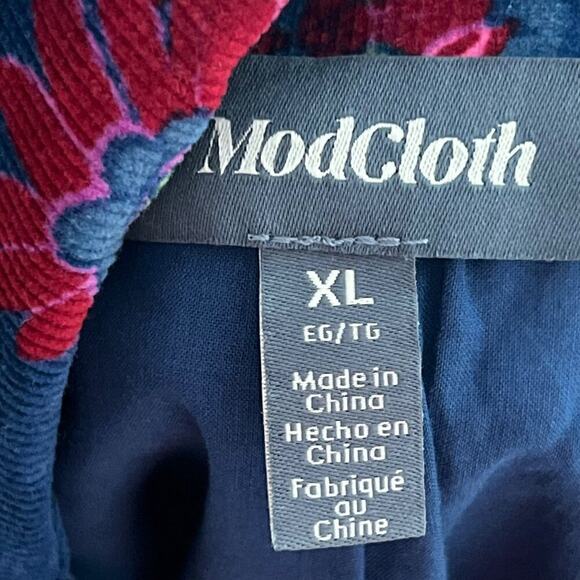 ModCloth
XL
EG/TG
Made in
China
Hecho en
China
Fabriqué
au
Chine